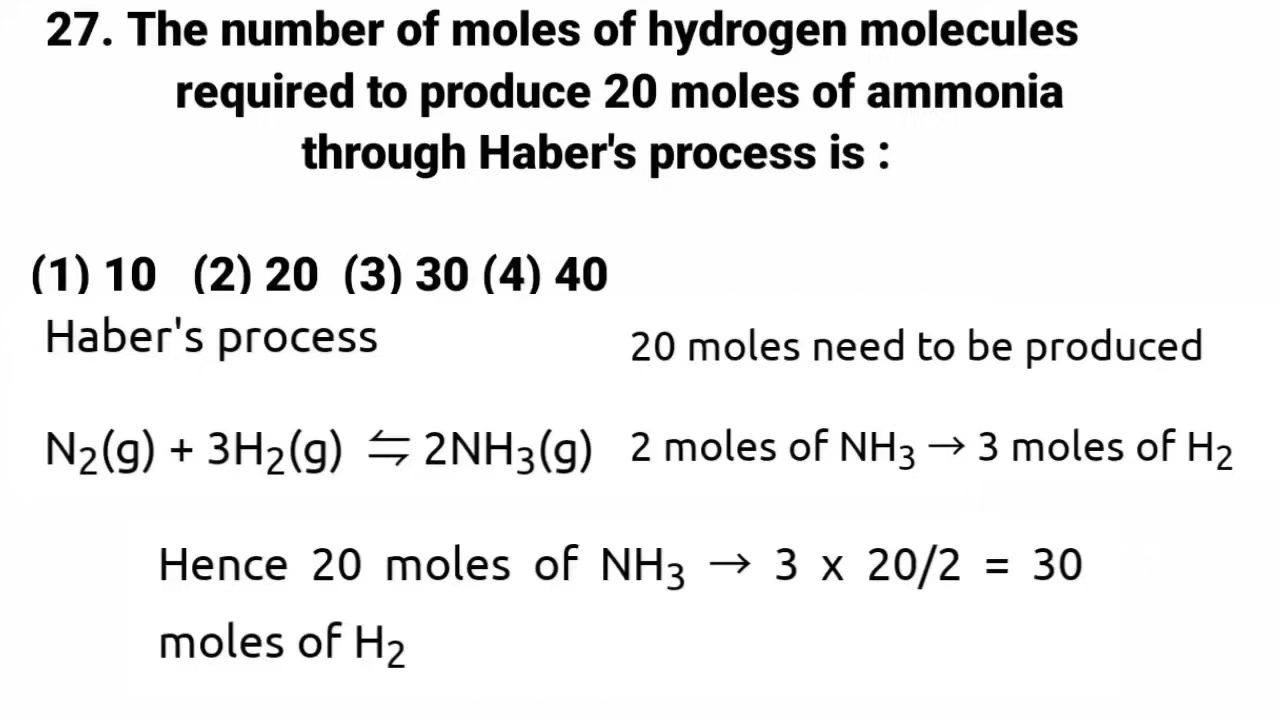 27. The number of moles of hydrogen molecules
required to produce 20 moles of ammonia
through Haber's process is :
(1) 10 (2) 20 (3) 30 (4) 40
Haber's process
20 moles need to be produced
N₂(g) + 3H₂(g) ⇋ 2NH₃(g)
2 moles of NH₃ → 3 moles of H₂
Hence 20 moles of NH₃ → 3 x 20/2 = 30
moles of H₂